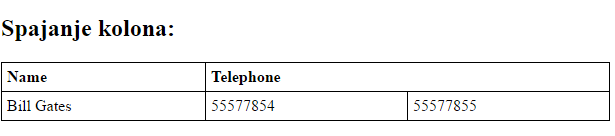 Spajanje kolona:
Name Telephone
Bill Gates 55577854 55577855